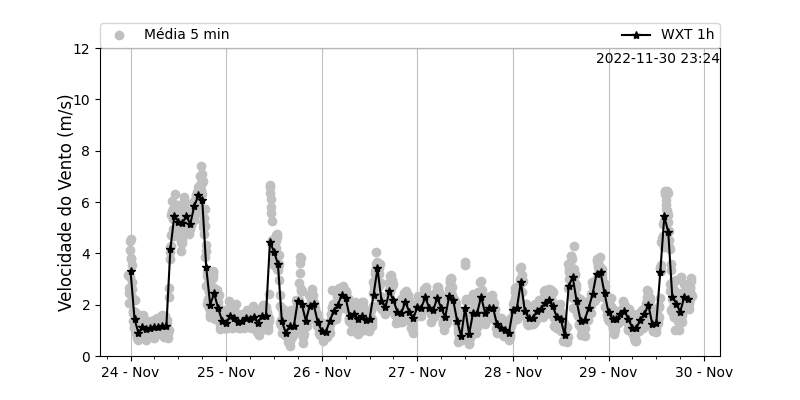 Média 5 min
WXT 1h
2022-11-30 23:24
Velocidade do Vento (m/s)
12
10
8
6
4
2
0
24 - Nov
25 - Nov
26 - Nov
27 - Nov
28 - Nov
29 - Nov
30 - Nov